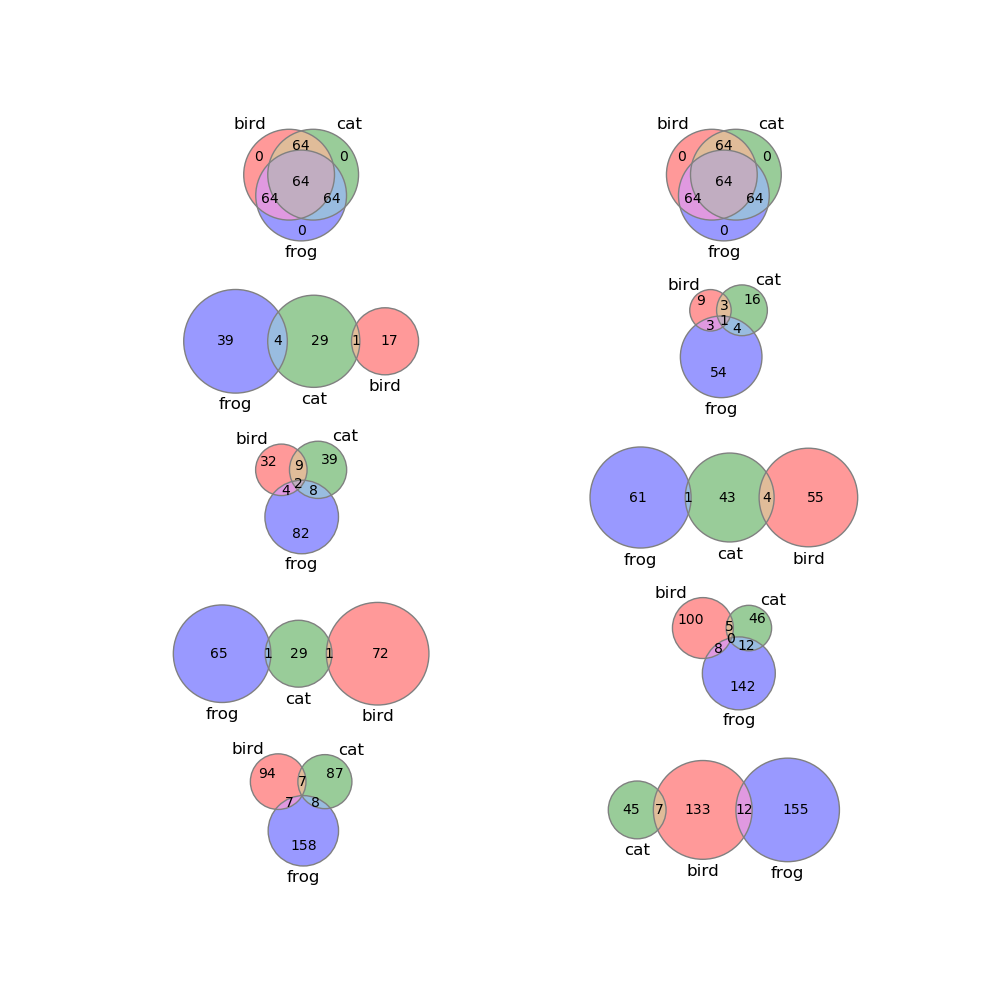 bird cat
0 64 0
64
64 64
0
frog
bird cat
0 64 0
64
64 64
0
frog
39 4 29 1 17
frog cat bird
bird cat
9 3 16
3 1 4
54
frog
bird cat
32 9 39
4 2 8
82
frog
61 1 43 4 55
frog cat bird
65 1 29 1 72
frog cat bird
bird cat
100 5 46
0
8 12
142
frog
bird cat
94 7 87
7 8
158
frog
45 7 133 12 155
cat bird frog